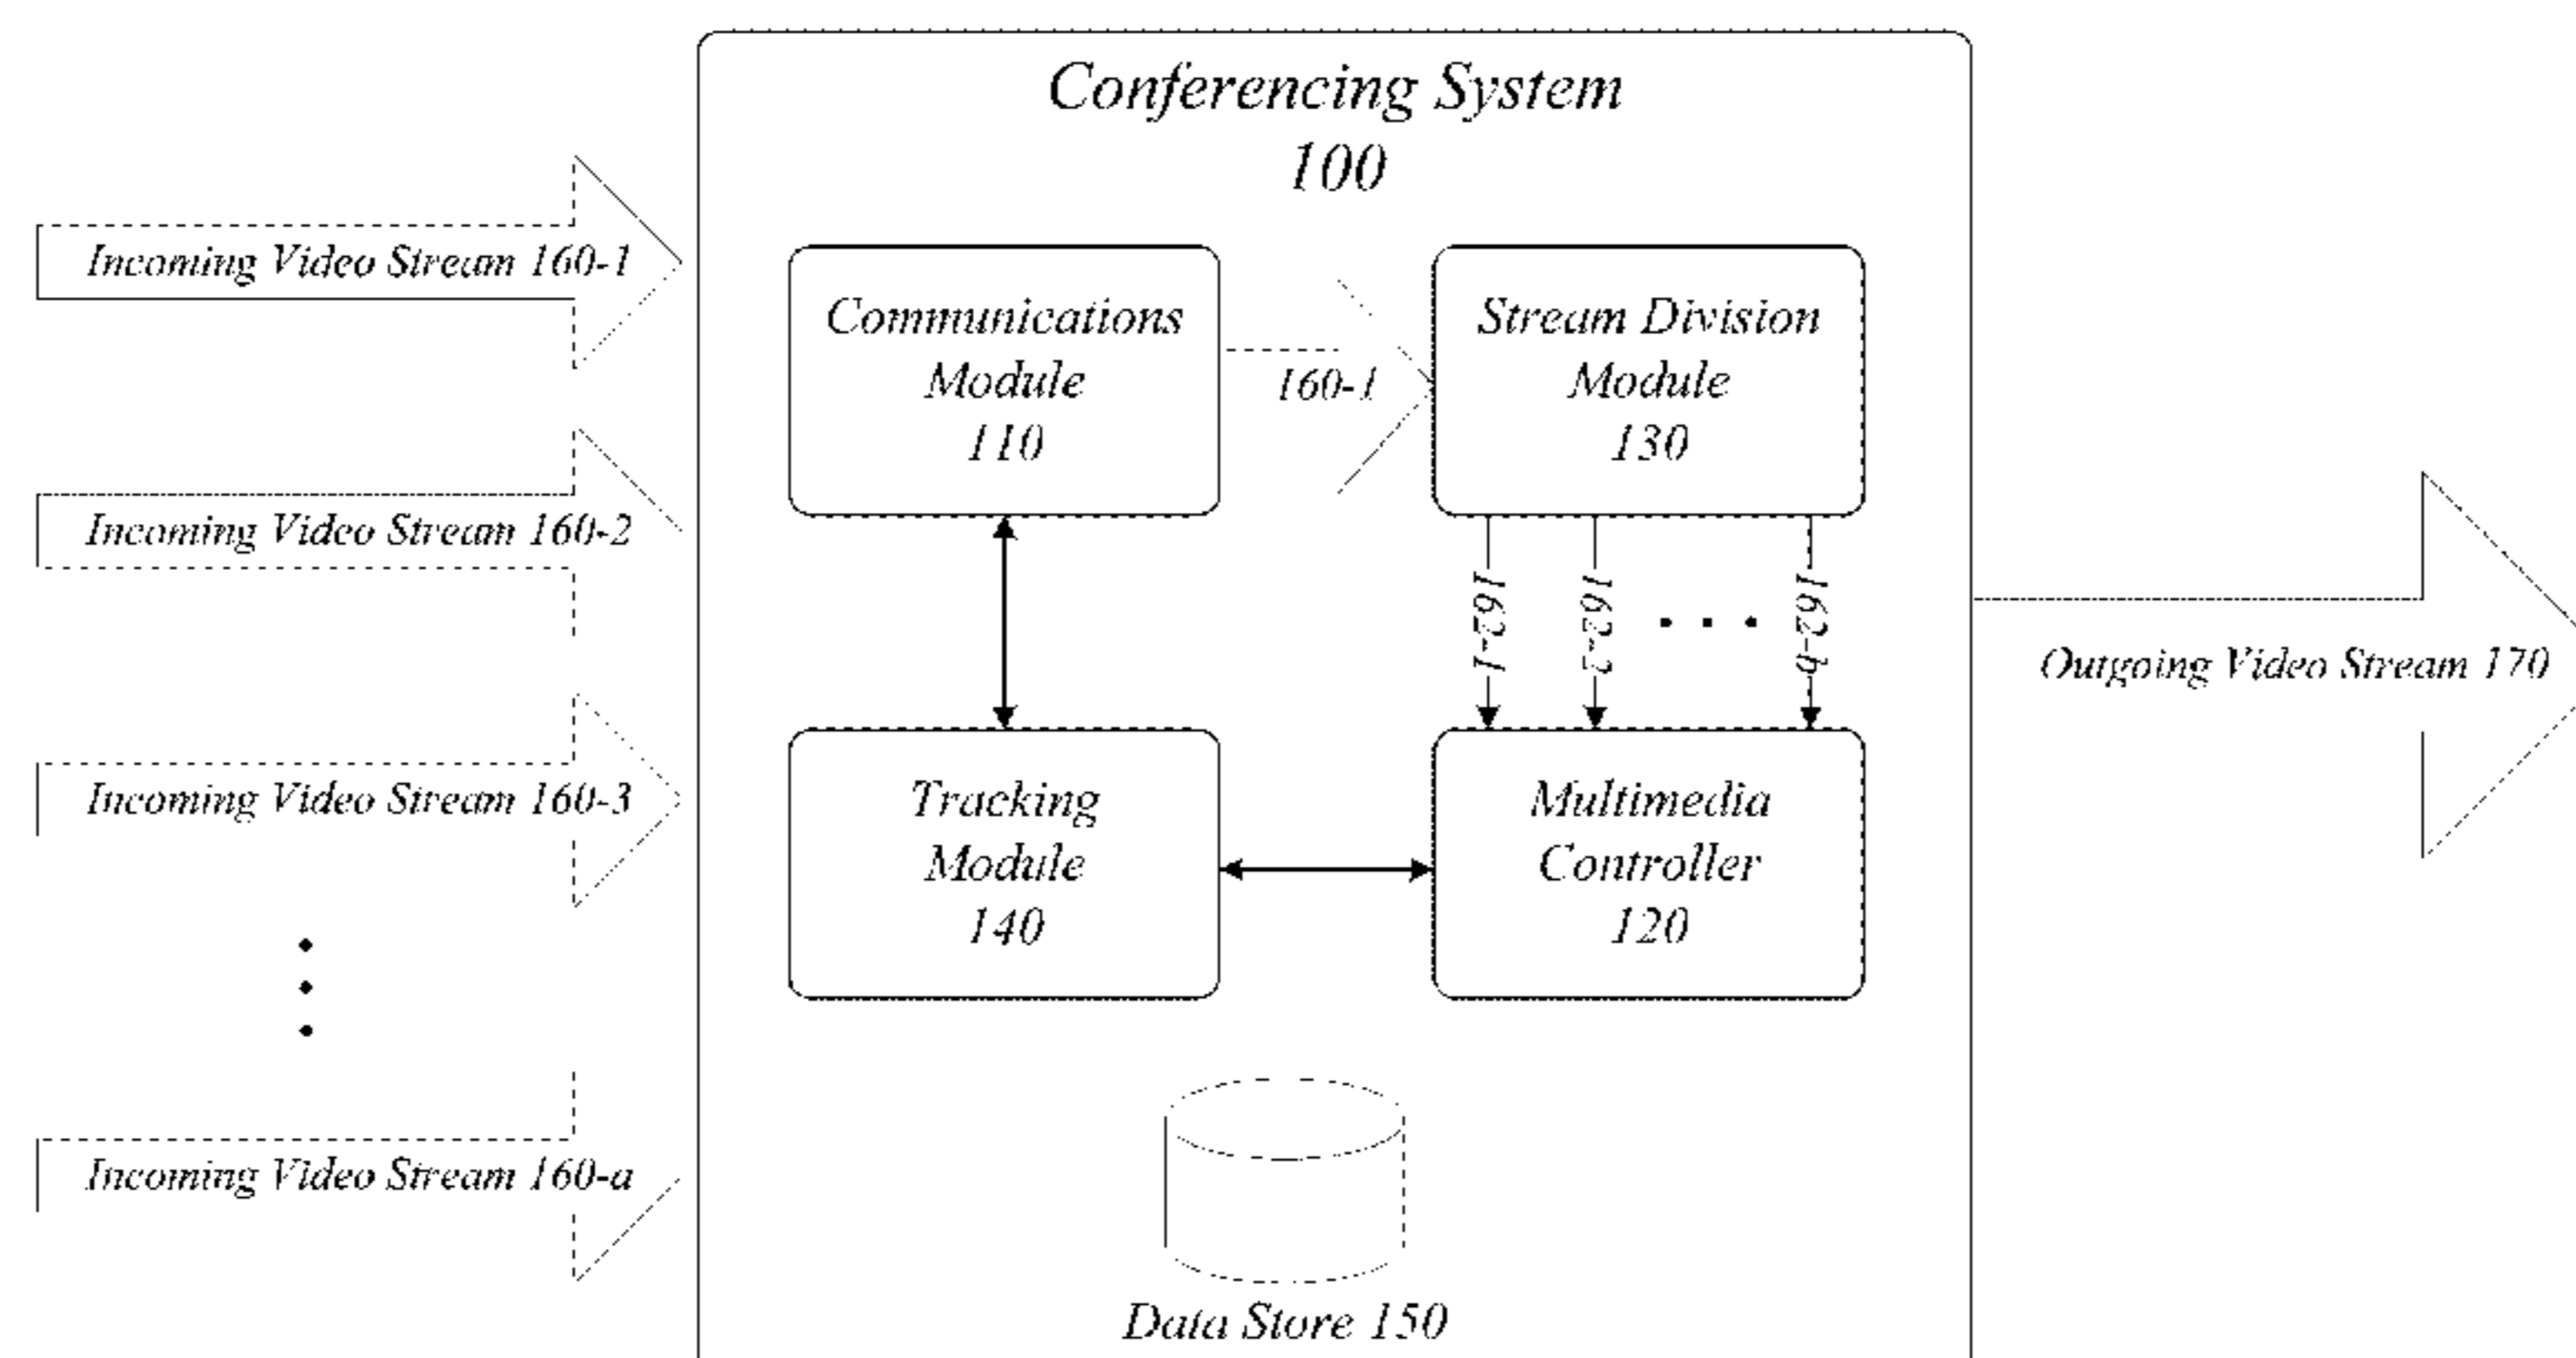 Conferencing System
100
Incoming Video Stream 160-1
Incoming Video Stream 160-2
Incoming Video Stream 160-3
Incoming Video Stream 160-a
Communications
Module
110
160-1
Stream Division
Module
130
162-1
162-2
162-b
Tracking
Module
140
Multimedia
Controller
120
Data Store 150
Outgoing Video Stream 170